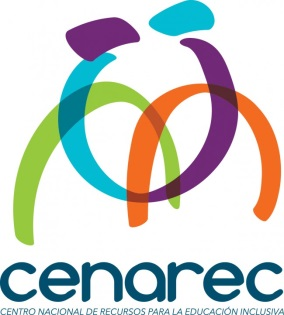 cenarec
CENTRO NACIONAL DE RECURSOS PARA LA EDUCACIÓN INCLUSIVA